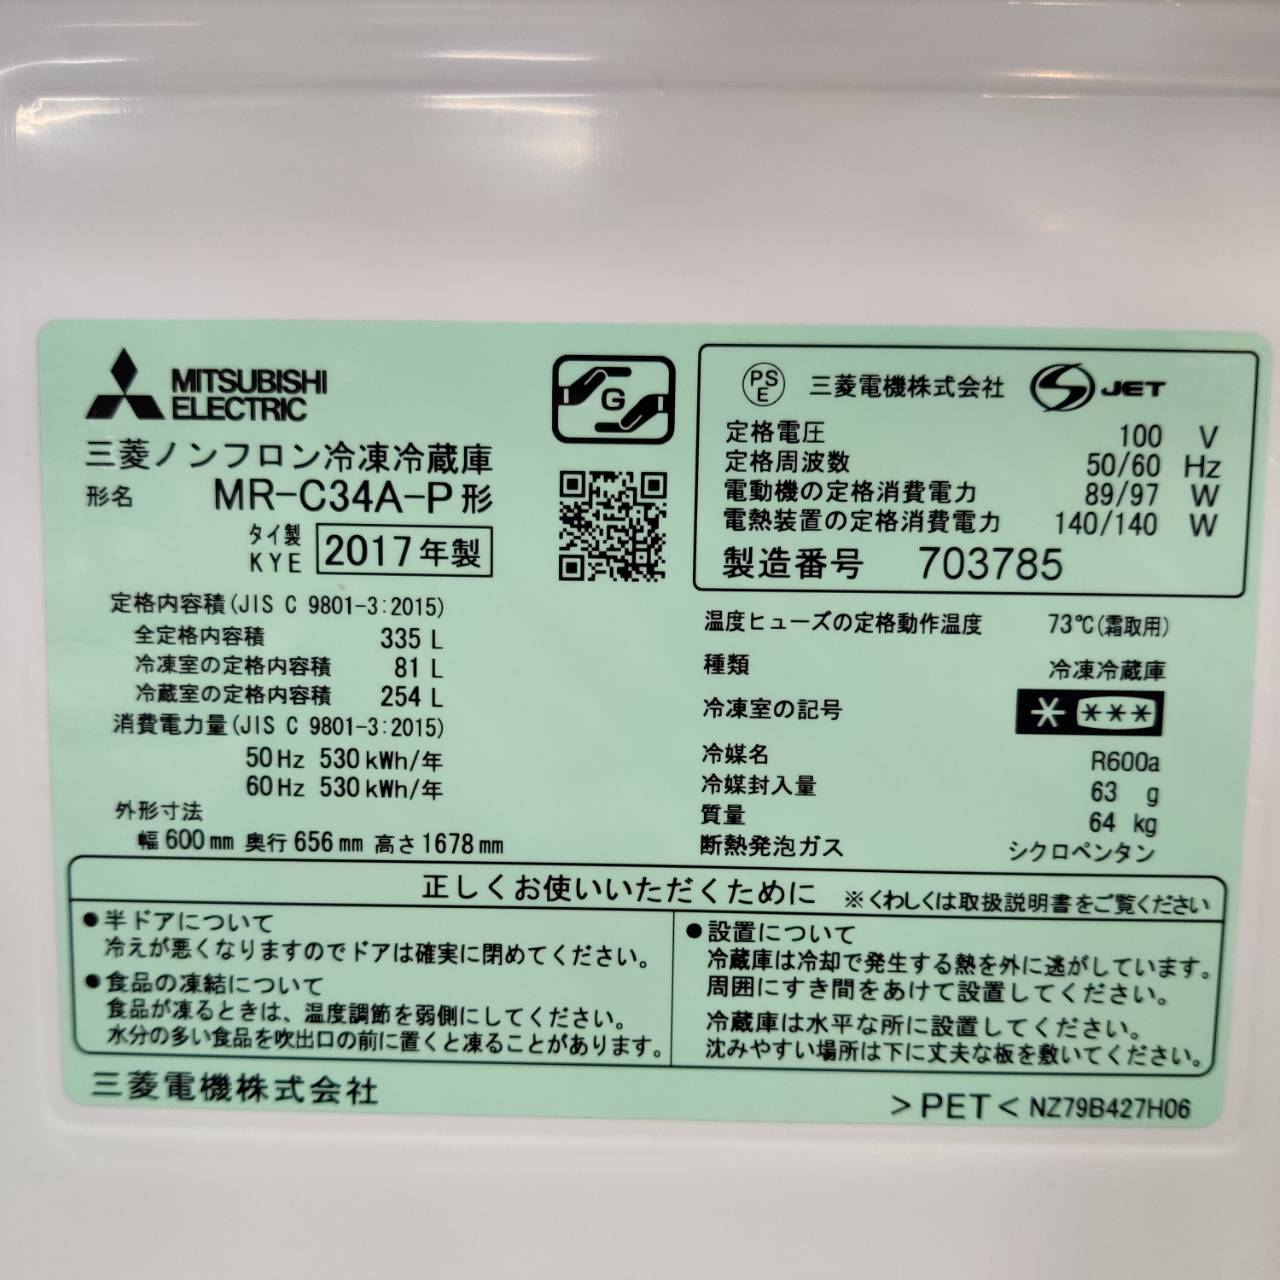 MITSUBISHI
ELECTRIC
三菱ノンフロン冷凍冷蔵庫
形名 MR-C34A-P形
タイ製
KYE 2017年製
定格内容積(JIS C 9801-3:2015)
全定格内容積 335 L
冷凍室の定格内容積 81 L
冷蔵室の定格内容積 254 L
消費電力量(JIS C 9801-3:2015)
50Hz 530kWh/年
60Hz 530kWh/年
外形寸法
幅600mm 奥行656mm 高さ1678mm
G
PS
E 三菱電機株式会社 S JET
定格電圧 100 V
定格周波数 50/60 Hz
電動機の定格消費電力 89/97 W
電熱装置の定格消費電力 140/140 W
製造番号 703785
温度ヒューズの定格動作温度 73℃(霜取用)
種類 冷凍冷蔵庫
冷凍室の記号 * ***
冷媒名 R600a
冷媒封入量 63 g
質量 64 kg
断熱発泡ガス シクロペンタン
正しくお使いいただくために ※くわしくは取扱説明書をご覧ください
●半ドアについて
冷えが悪くなりますのでドアは確実に閉めてください。
●食品の凍結について
食品が凍るときは、温度調節を弱側にしてください。
水分の多い食品を吹出口の前に置くと凍ることがあります。
●設置について
冷蔵庫は冷却で発生する熱を外に逃がしています。
周囲にすき間をあけて設置してください。
冷蔵庫は水平な所に設置してください。
沈みやすい場所は下に丈夫な板を敷いてください。
三菱電機株式会社
>PET< NZ79B427H06